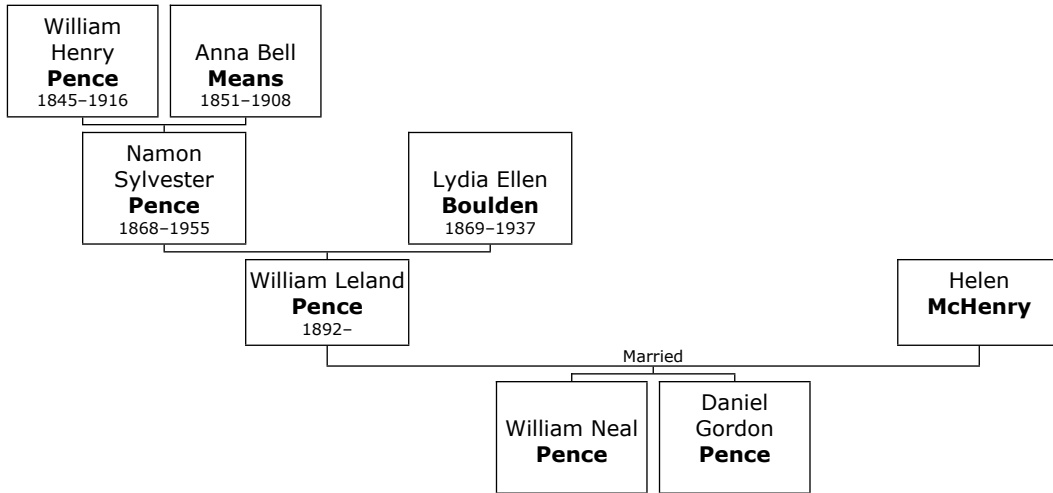 William
Henry
Pence
1845–1916
Anna Bell
Means
1851–1908
Namon
Sylvester
Pence
1868–1955
Lydia Ellen
Boulden
1869–1937
William Leland
Pence
1892–
Helen
McHenry
Married
William Neal
Pence
Daniel
Gordon
Pence